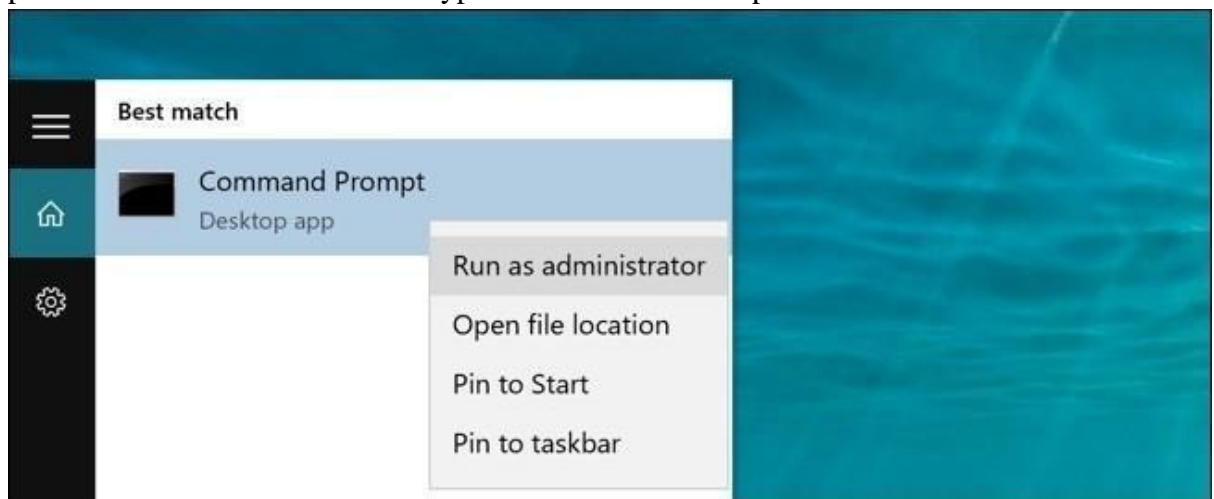 Best match
Command Prompt
Desktop app
Run as administrator
Open file location
Pin to Start
Pin to taskbar